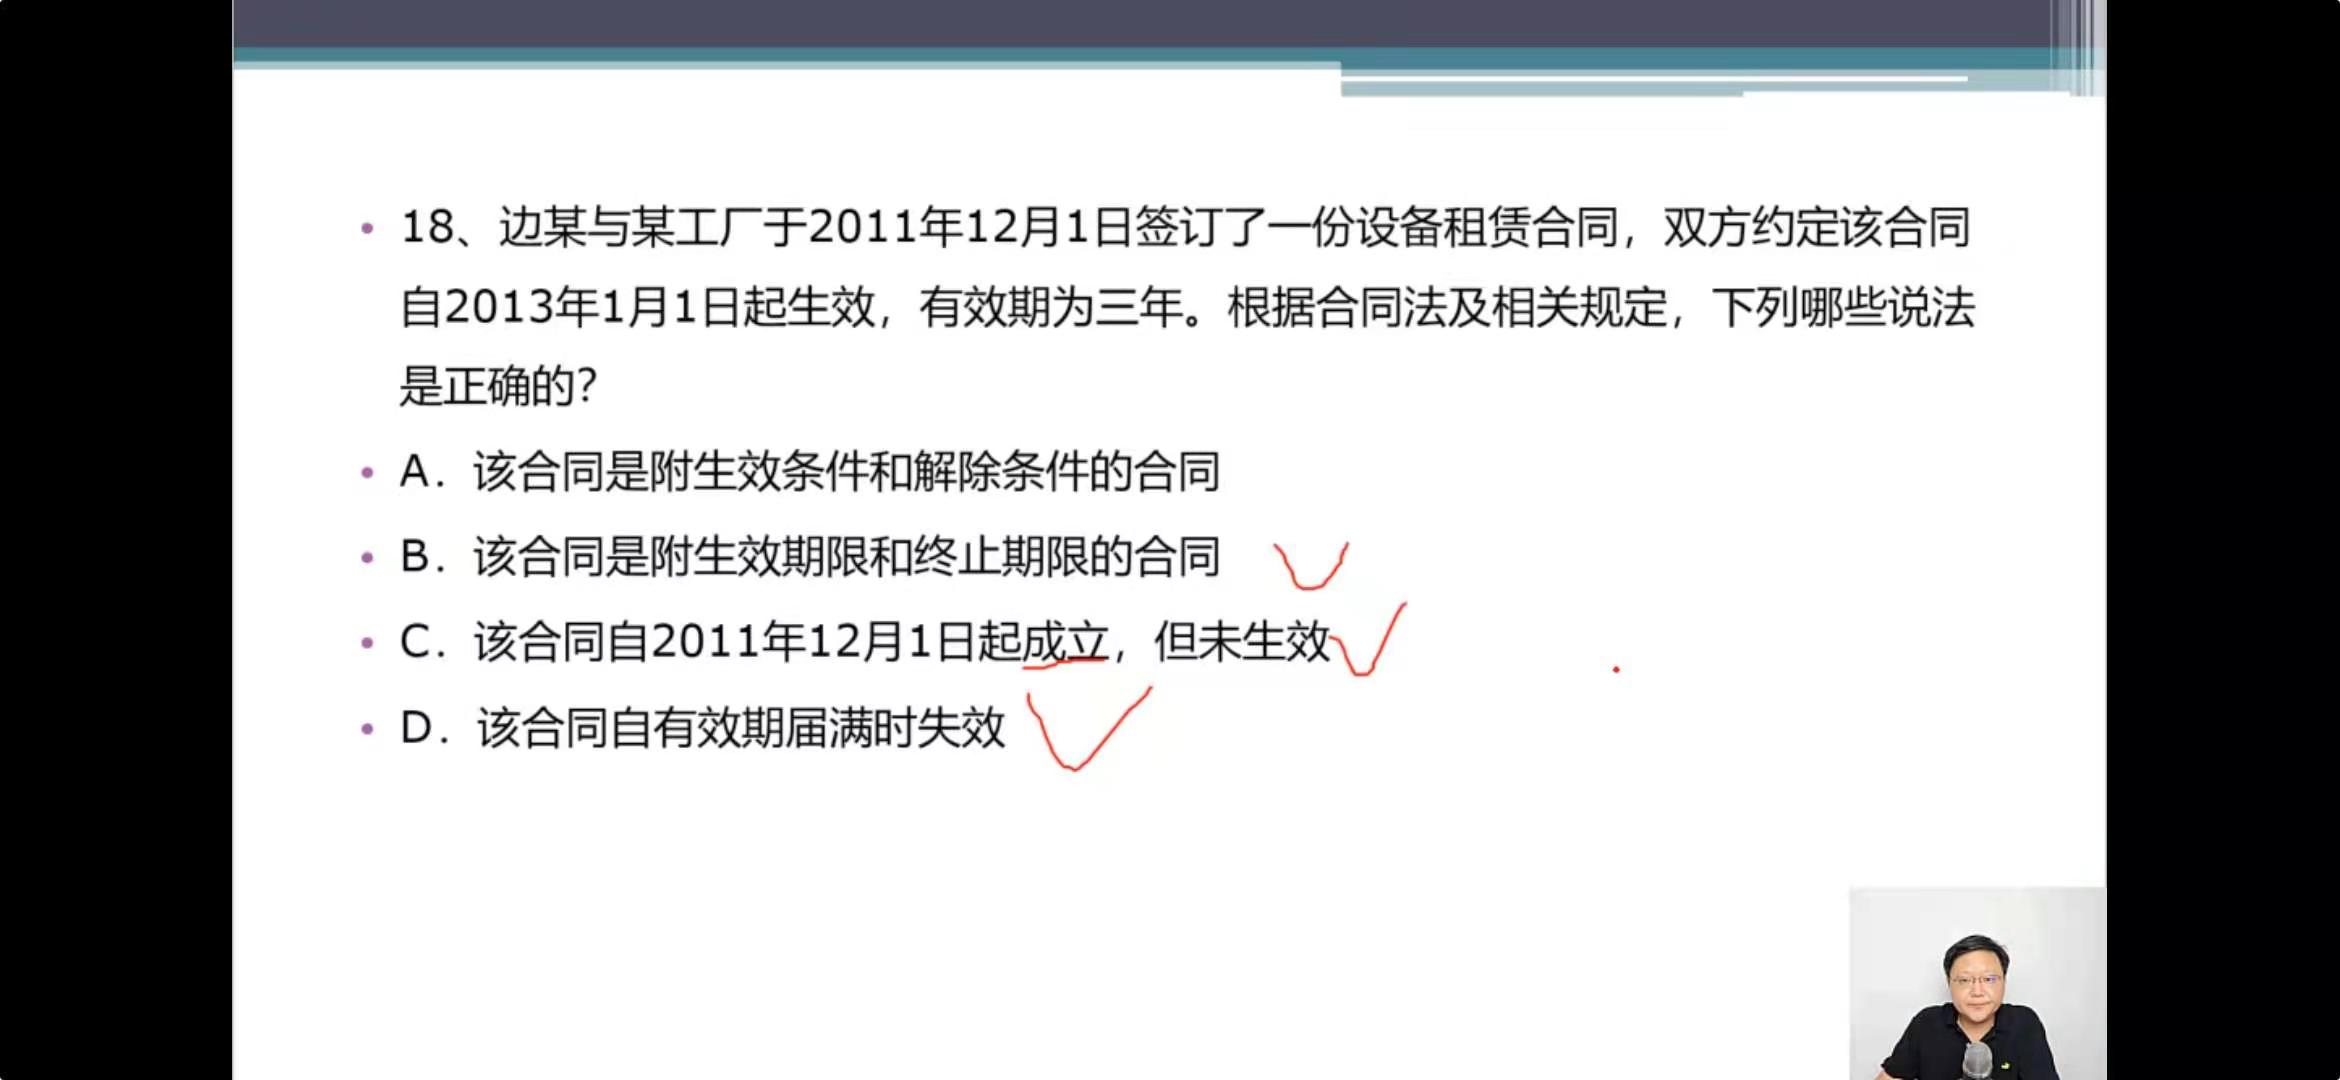 18、边某与某工厂于2011年12月1日签订了一份设备租赁合同，双方约定该合同
自2013年1月1日起生效，有效期为三年。根据合同法及相关规定，下列哪些说法
是正确的？
A．该合同是附生效条件和解除条件的合同
B．该合同是附生效期限和终止期限的合同
C．该合同自2011年12月1日起成立，但未生效
D．该合同自有效期届满时失效